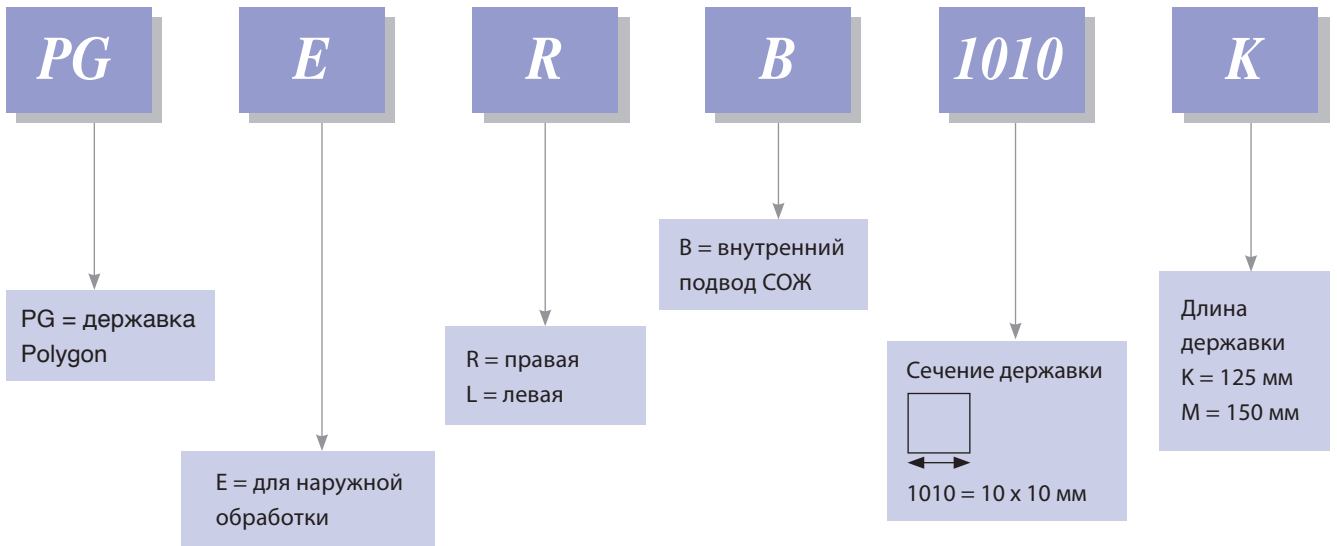 PG E R B 1010 K
PG = державка
Polygon
E = для наружной
обработки
R = правая
L = левая
B = внутренний
подвод СОЖ
Сечение державки
1010 = 10 x 10 мм
Длина
державки
K = 125 мм
M = 150 мм